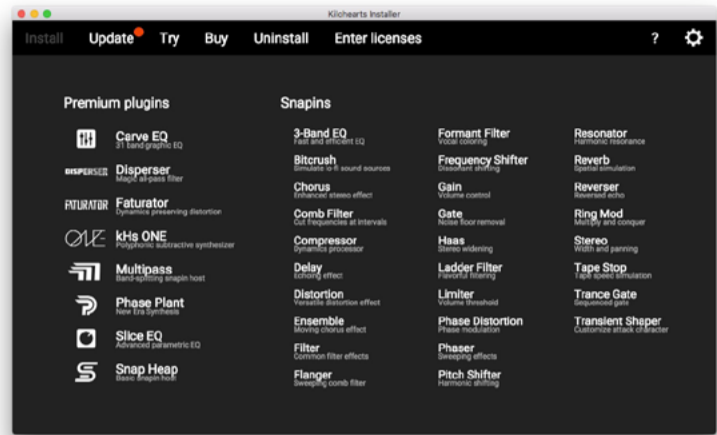 Kilohearts Installer
Install Update Try Buy Uninstall Enter licenses ?
Premium plugins
Carve EQ
31 band graphic EQ
DISPERSER
Disperser
Magic all-pass filter
FATURATOR
Faturator
Dynamics preserving distortion
ONE
kHs ONE
Polyphonic subtractive synthesizer
Multipass
Band-splitting snapin host
Phase Plant
New Era Synthesis
Slice EQ
Advanced parametric EQ
Snap Heap
Basic snapin host
Snapins
3-Band EQ
Fast and efficient EQ
Bitcrush
Simulate lo-fi sound sources
Chorus
Enhanced stereo effect
Comb Filter
Cut frequencies at intervals
Compressor
Dynamics processor
Delay
Echoing effect
Distortion
Versatile distortion effect
Ensemble
Moving chorus effect
Filter
Common filter effects
Flanger
Sweeping comb filter
Formant Filter
Vocal coloring
Frequency Shifter
Dissonant shifting
Gain
Volume control
Gate
Noise floor removal
Haas
Stereo widening
Ladder Filter
Flavorful filtering
Limiter
Volume threshold
Phase Distortion
Phase modulation
Phaser
Sweeping effects
Pitch Shifter
Harmonic shifting
Resonator
Harmonic resonance
Reverb
Spatial simulation
Reverser
Reversed echo
Ring Mod
Multiply and conquer
Stereo
Width and panning
Tape Stop
Tape speed simulation
Trance Gate
Sequenced gate
Transient Shaper
Customize attack character